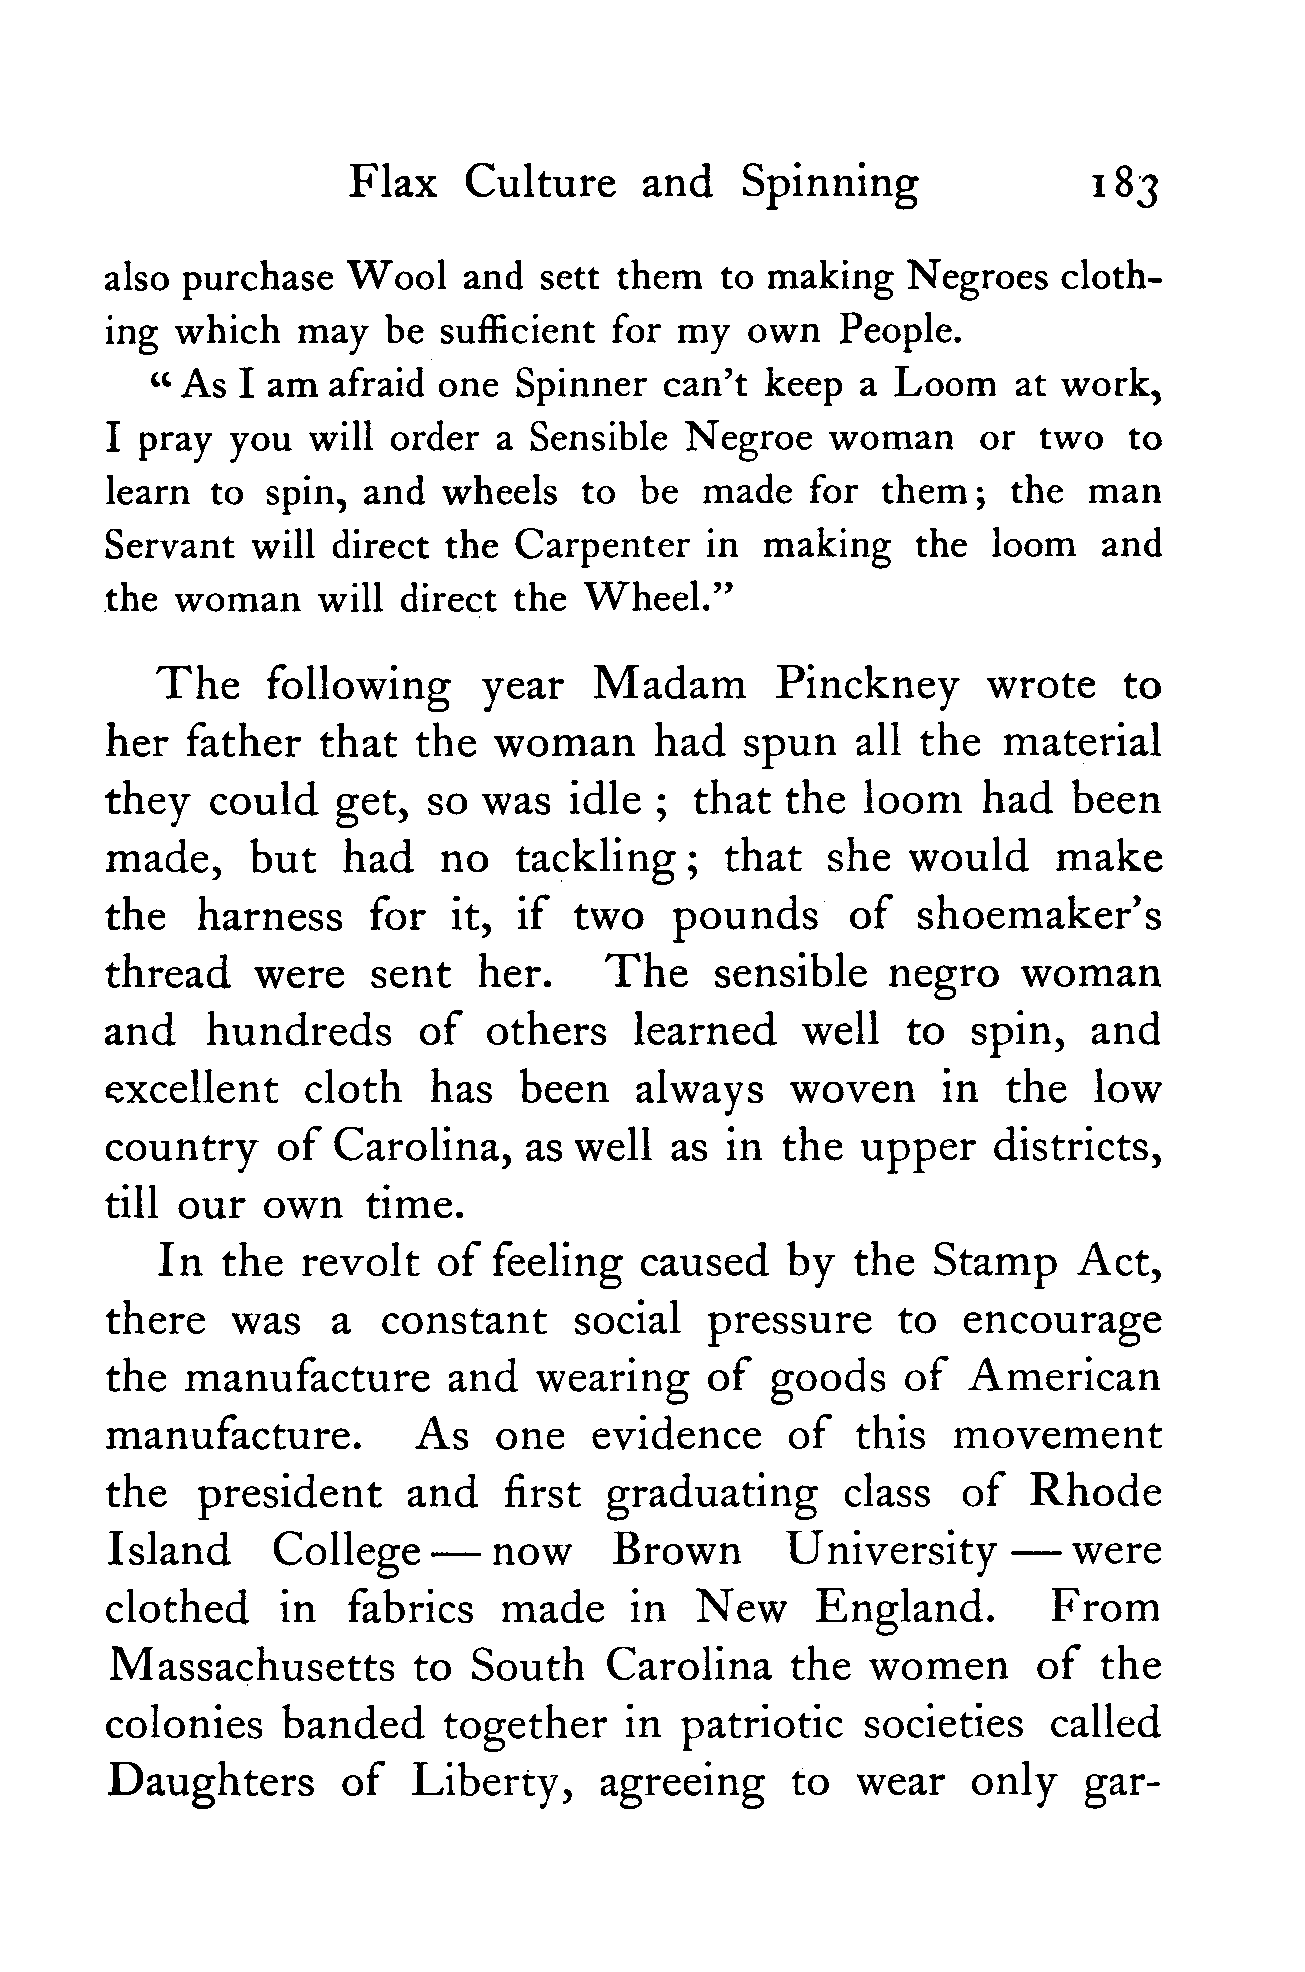 Flax Culture and Spinning 183
also purchase Wool and sett them to making Negroes cloth-
ing which may be sufficient for my own People.
“ As I am afraid one Spinner can’t keep a Loom at work,
I pray you will order a Sensible Negroe woman or two to
learn to spin, and wheels to be made for them; the man
Servant will direct the Carpenter in making the loom and
the woman will direct the Wheel.”
The following year Madam Pinckney wrote to
her father that the woman had spun all the material
they could get, so was idle ; that the loom had been
made, but had no tackling; that she would make
the harness for it, if two pounds of shoemaker’s
thread were sent her. The sensible negro woman
and hundreds of others learned well to spin, and
excellent cloth has been always woven in the low
country of Carolina, as well as in the upper districts,
till our own time.
In the revolt of feeling caused by the Stamp Act,
there was a constant social pressure to encourage
the manufacture and wearing of goods of American
manufacture. As one evidence of this movement
the president and first graduating class of Rhode
Island College — now Brown University — were
clothed in fabrics made in New England. From
Massachusetts to South Carolina the women of the
colonies banded together in patriotic societies called
Daughters of Liberty, agreeing to wear only gar-